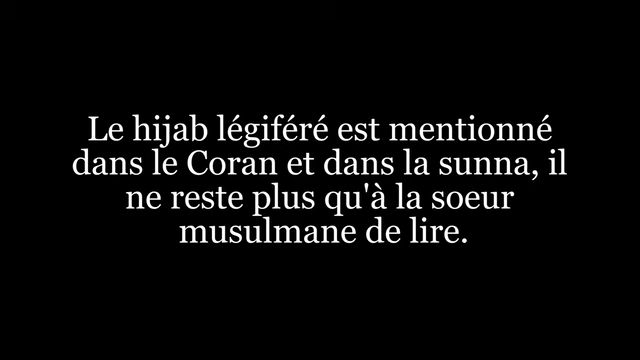 Le hijab légiféré est mentionné
dans le Coran et dans la sunna, il
ne reste plus qu'à la soeur
musulmane de lire.